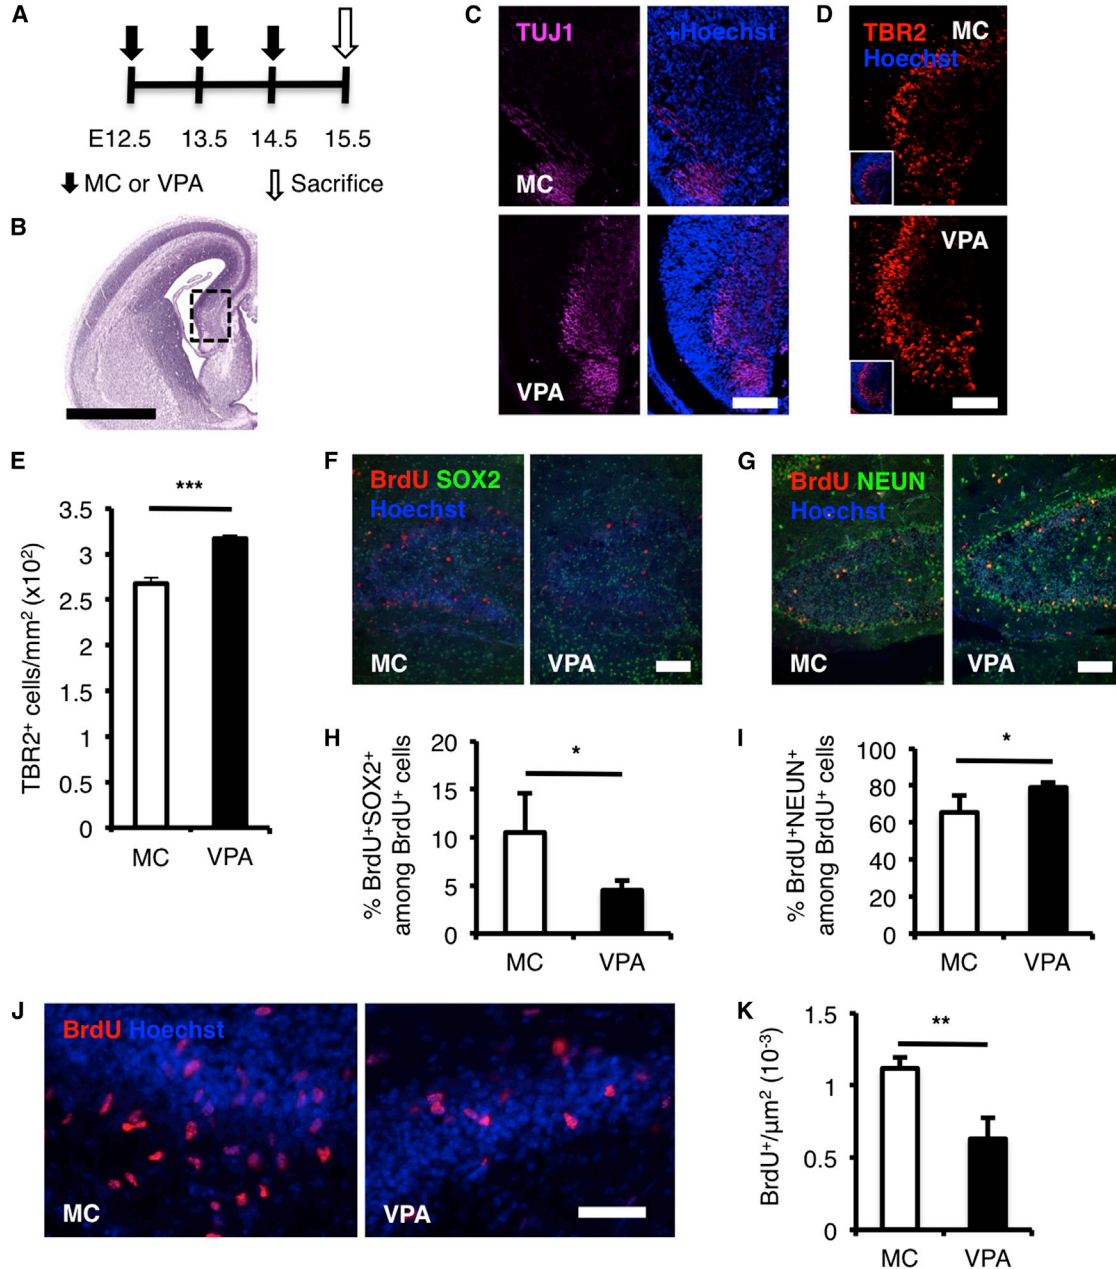 A
E12.5 13.5 14.5 15.5
MC or VPA Sacrifice
B
C
TUJ1 +Hoechst
MC
VPA
D
TBR2 MC
Hoechst
VPA
E
***
TBR2⁺ cells/mm² (x10²)
3.5
3
2.5
2
1.5
1
0.5
0
MC VPA
F
BrdU SOX2
Hoechst
MC VPA
G
BrdU NEUN
Hoechst
MC VPA
H
% BrdU⁺SOX2⁺
among BrdU⁺ cells
20
15
10
5
0
*
MC VPA
I
% BrdU⁺NEUN⁺
among BrdU⁺ cells
100
80
60
40
20
0
*
MC VPA
J
BrdU Hoechst
MC VPA
K
BrdU⁺/µm² (10⁻³)
1.5
1
0.5
0
**
MC VPA